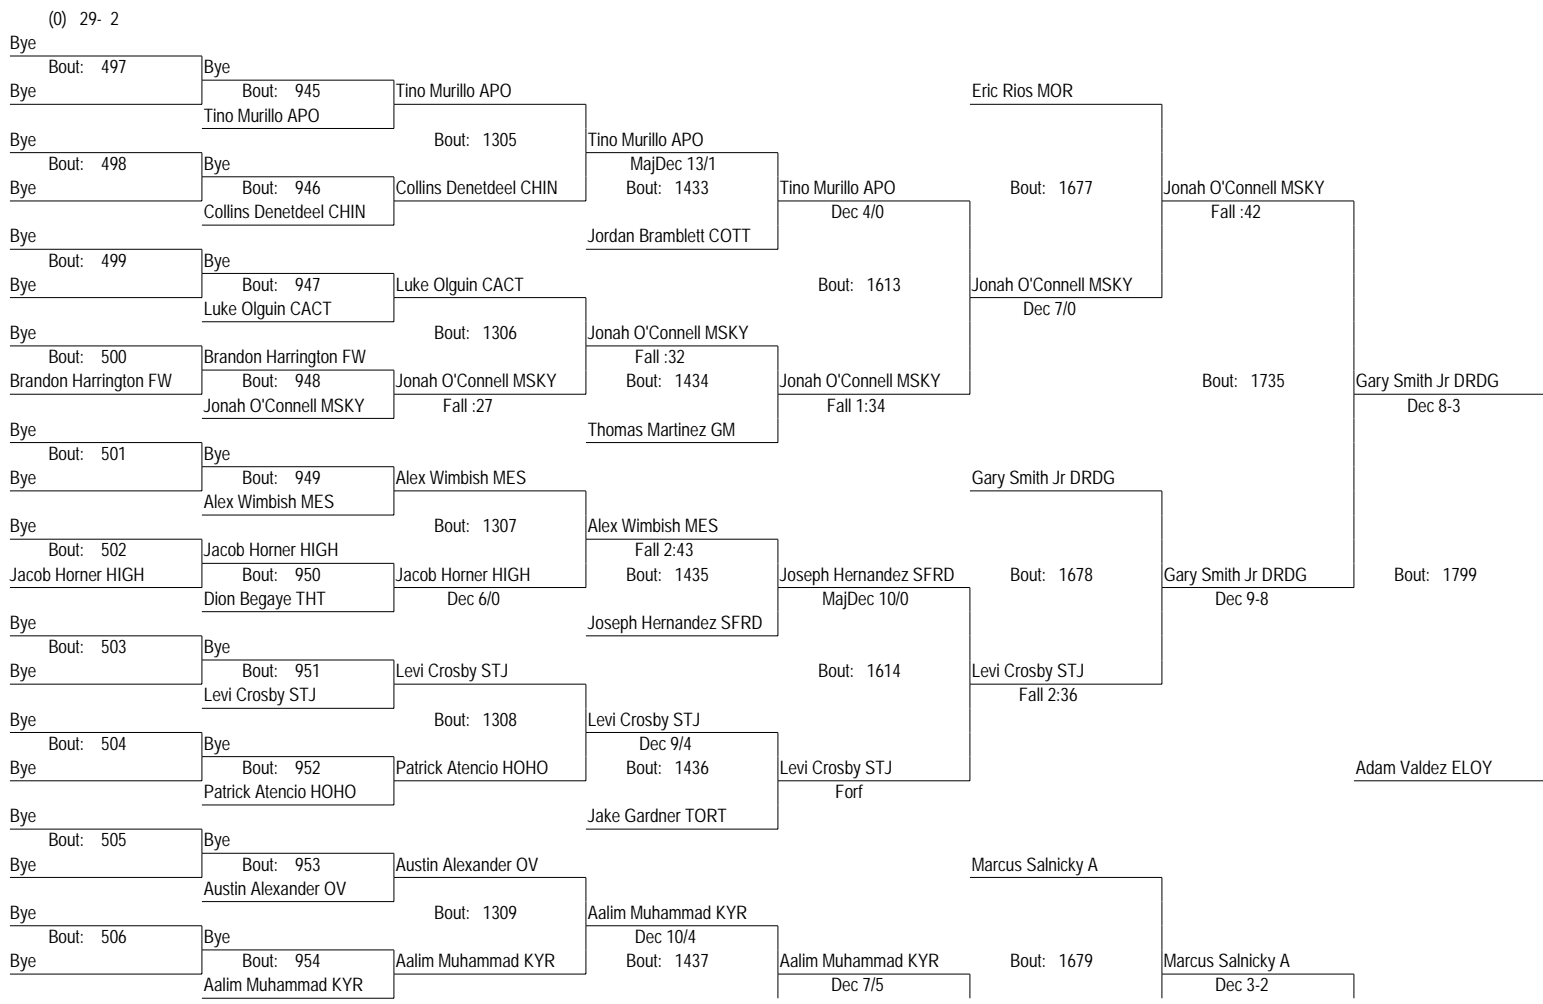 (0) 29- 2
Bye
Bout: 497 Bye
Bye Bout: 945 Tino Murillo APO Eric Rios MOR
Tino Murillo APO
Bye Bout: 1305 Tino Murillo APO
Bout: 498 Bye MajDec 13/1
Bye Bout: 946 Collins Denetdeel CHIN Bout: 1433 Tino Murillo APO Bout: 1677 Jonah O'Connell MSKY
Collins Denetdeel CHIN Dec 4/0 Fall :42
Bye Jordan Bramblett COTT
Bout: 499 Bye
Bye Bout: 947 Luke Olguin CACT Bout: 1613 Jonah O'Connell MSKY
Luke Olguin CACT Dec 7/0
Bye Bout: 1306 Jonah O'Connell MSKY
Bout: 500 Brandon Harrington FW Fall :32
Brandon Harrington FW Bout: 948 Jonah O'Connell MSKY Bout: 1434 Jonah O'Connell MSKY Bout: 1735 Gary Smith Jr DRDG
Jonah O'Connell MSKY Fall :27 Fall 1:34 Dec 8-3
Bye Thomas Martinez GM
Bout: 501 Bye
Bye Bout: 949 Alex Wimbish MES Gary Smith Jr DRDG
Alex Wimbish MES
Bye Bout: 1307 Alex Wimbish MES
Bout: 502 Jacob Horner HIGH Fall 2:43
Jacob Horner HIGH Bout: 950 Jacob Horner HIGH Bout: 1435 Joseph Hernandez SFRD Bout: 1678 Gary Smith Jr DRDG Bout: 1799
Dion Begaye THT Dec 6/0 MajDec 10/0 Dec 9-8
Bye Joseph Hernandez SFRD
Bout: 503 Bye
Bye Bout: 951 Levi Crosby STJ Bout: 1614 Levi Crosby STJ
Levi Crosby STJ Fall 2:36
Bye Bout: 1308 Levi Crosby STJ
Bout: 504 Bye Dec 9/4
Bye Bout: 952 Patrick Atencio HOHO Bout: 1436 Levi Crosby STJ Adam Valdez ELOY
Patrick Atencio HOHO Forf
Bye Jake Gardner TORT
Bout: 505 Bye
Bye Bout: 953 Austin Alexander OV Marcus Salnicky A
Austin Alexander OV
Bye Bout: 1309 Aalim Muhammad KYR
Bout: 506 Bye Dec 10/4
Bye Bout: 954 Aalim Muhammad KYR Bout: 1437 Aalim Muhammad KYR Bout: 1679 Marcus Salnicky A
Aalim Muhammad KYR Dec 7/5 Dec 3-2